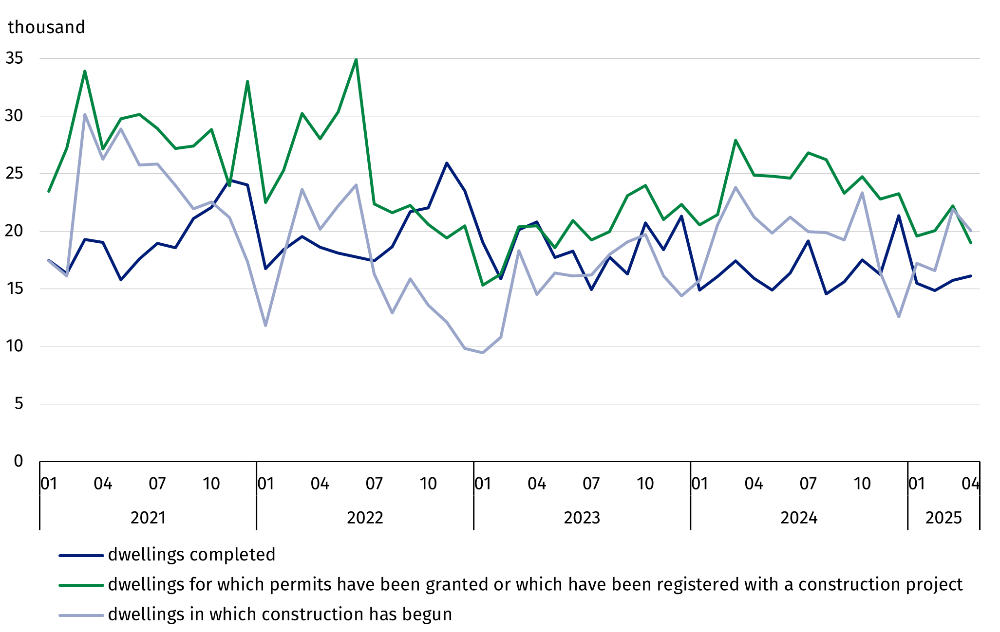 thousand
35
30
25
20
15
10
5
0
01 04 07 10 01 04 07 10 01 04 07 10 01 04 07 10 01 04
2021 2022 2023 2024 2025
dwellings completed
dwellings for which permits have been granted or which have been registered with a construction project
dwellings in which construction has begun